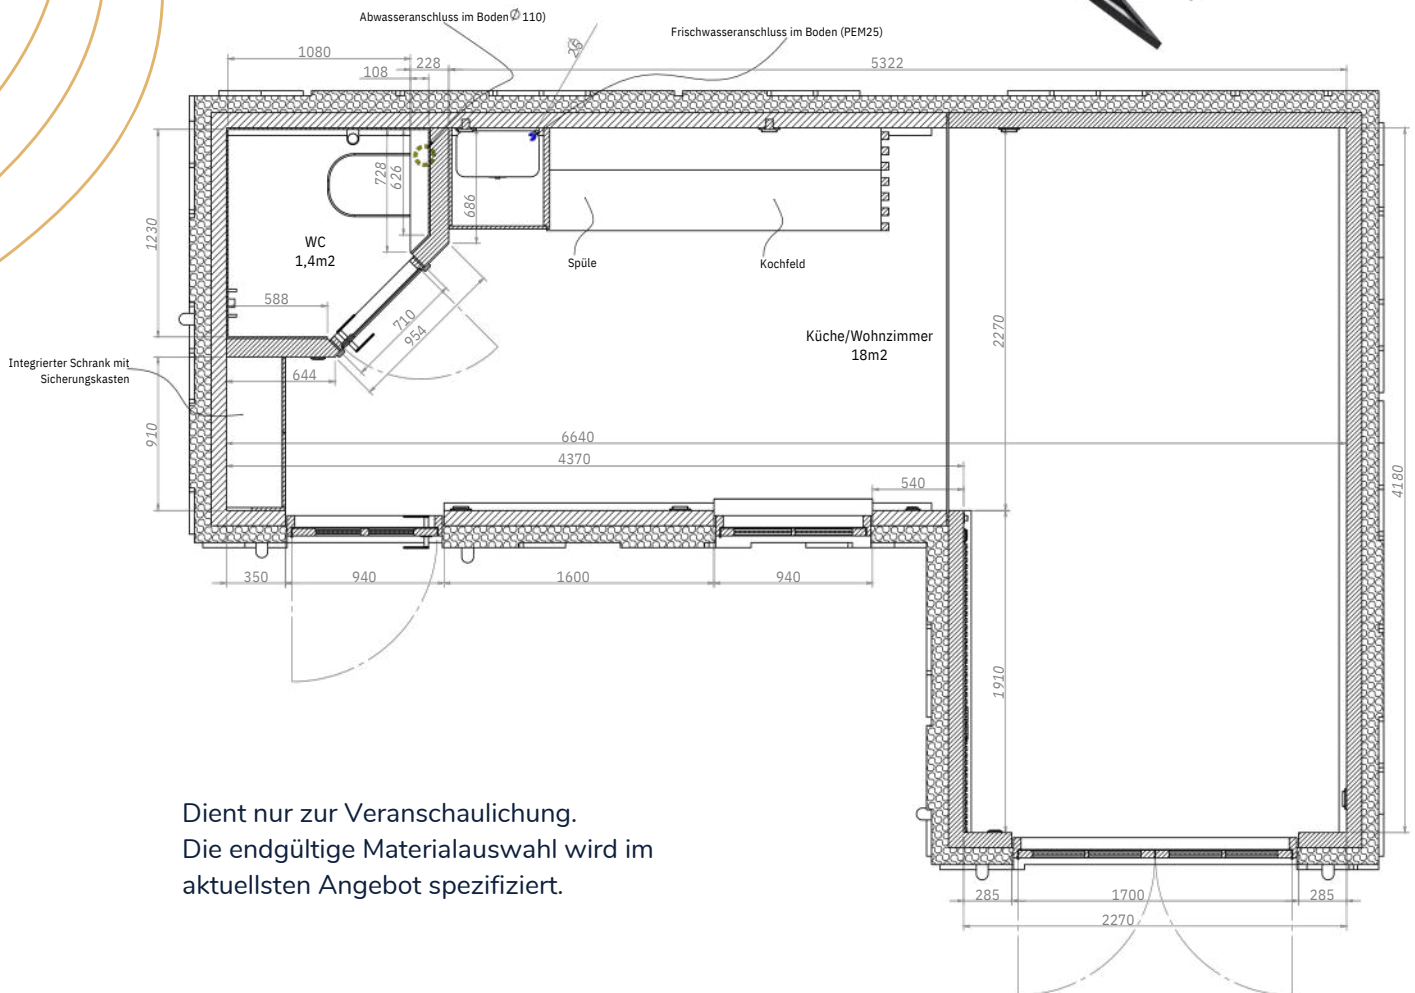 Abwasseranschluss im Boden∅ 110)
Frischwasseranschluss im Boden (PEM25)
26
1080
228
108
5322
728
626
686
1230
WC
1,4m2
588
710
954
Spüle
Kochfeld
Küche/Wohnzimmer
18m2
2270
Integrierter Schrank mit
Sicherungskasten
644
910
6640
4370
540
4180
350
940
1600
940
1910
Dient nur zur Veranschaulichung.
Die endgültige Materialauswahl wird im
aktuellsten Angebot spezifiziert.
285
1700
285
2270